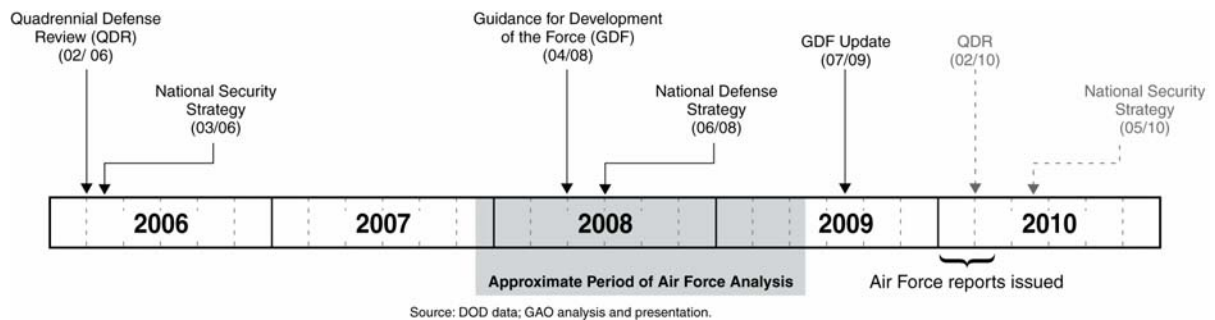 Quadrennial Defense
Review (QDR)
(02/ 06)
National Security
Strategy
(03/06)
Guidance for Development
of the Force (GDF)
(04/08)
National Defense
Strategy
(06/08)
GDF Update
(07/09)
QDR
(02/10)
National Security
Strategy
(05/10)
2006
2007
2008
2009
2010
Approximate Period of Air Force Analysis
Air Force reports issued
Source: DOD data; GAO analysis and presentation.